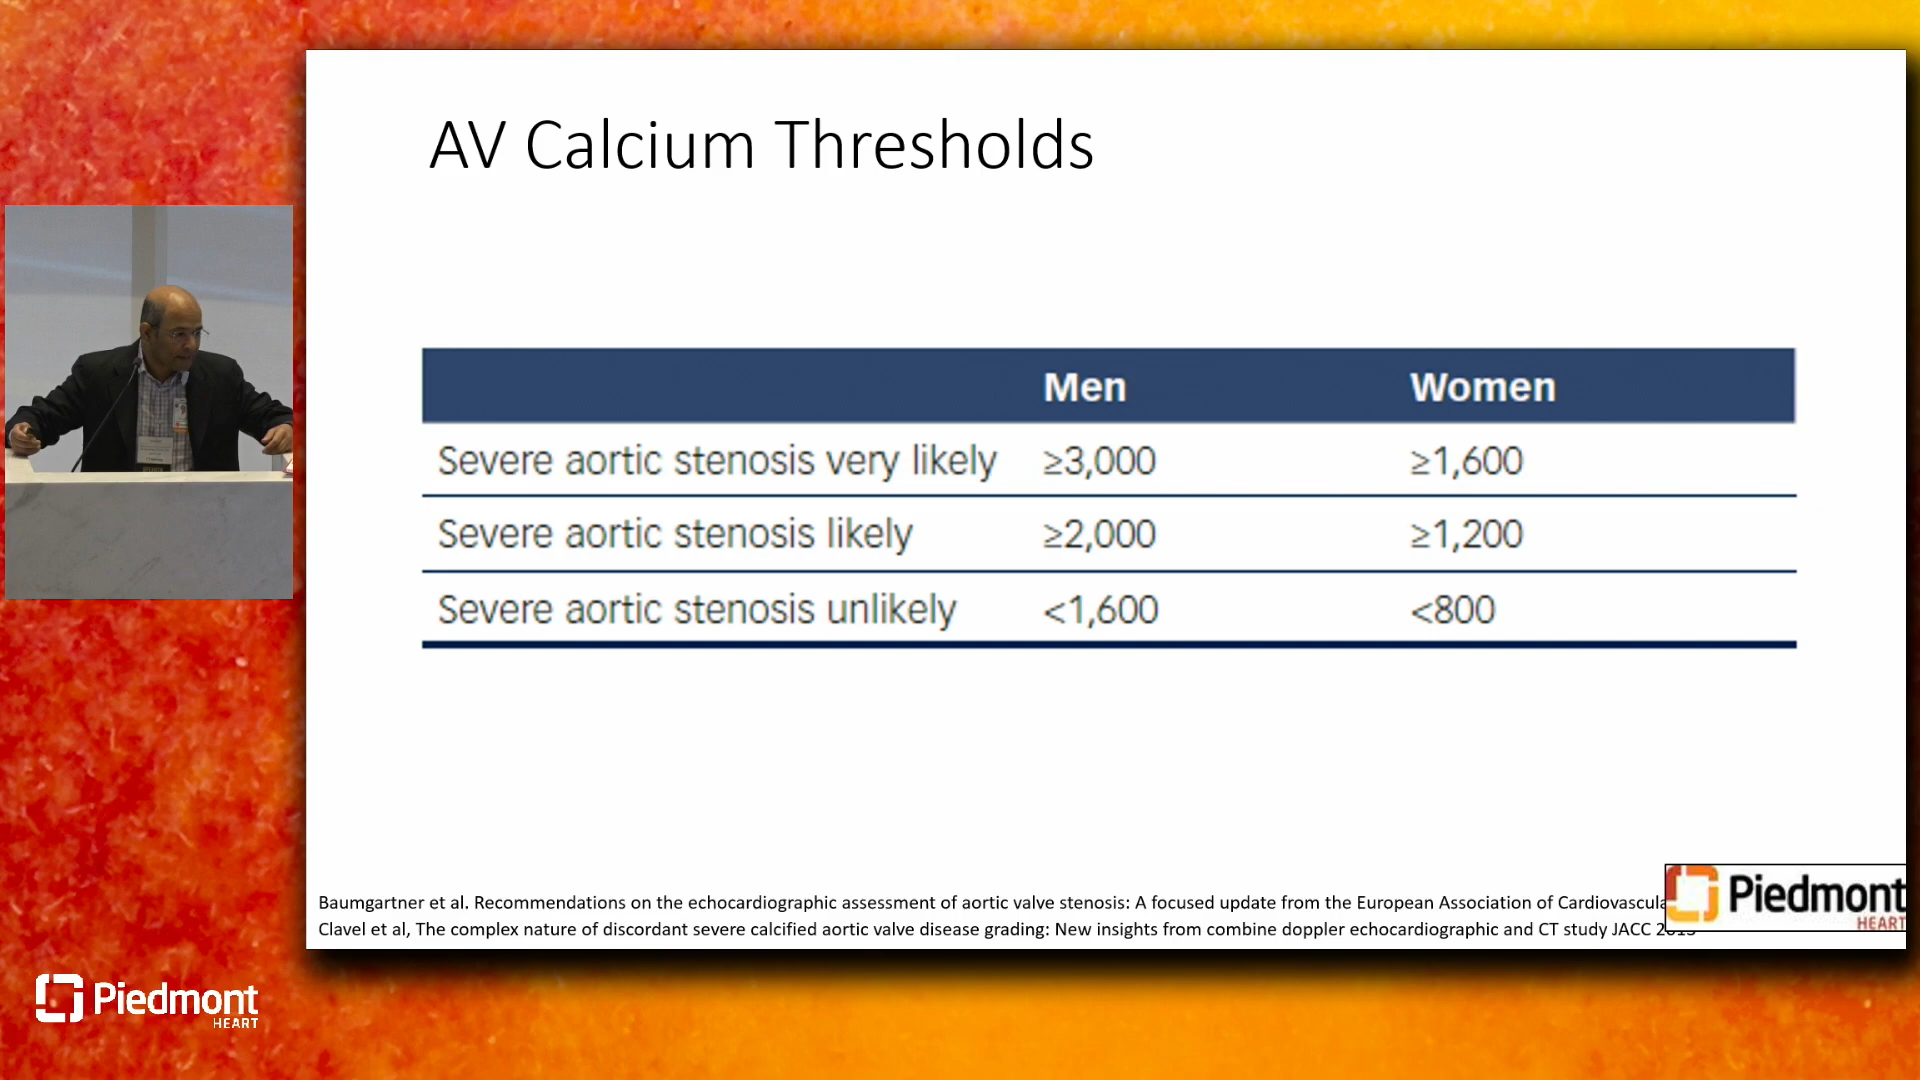 AV Calcium Thresholds
Men Women
Severe aortic stenosis very likely ≥3,000 ≥1,600
Severe aortic stenosis likely ≥2,000 ≥1,200
Severe aortic stenosis unlikely <1,600 <800
Baumgartner et al. Recommendations on the echocardiographic assessment of aortic valve stenosis: A focused update from the European Association of
Clavel et al, The complex nature of discordant severe calcified aortic valve disease grading: New insights from combine doppler echocardiographic and CT study JACC
Piedmont
HEART
Piedmont
HEART